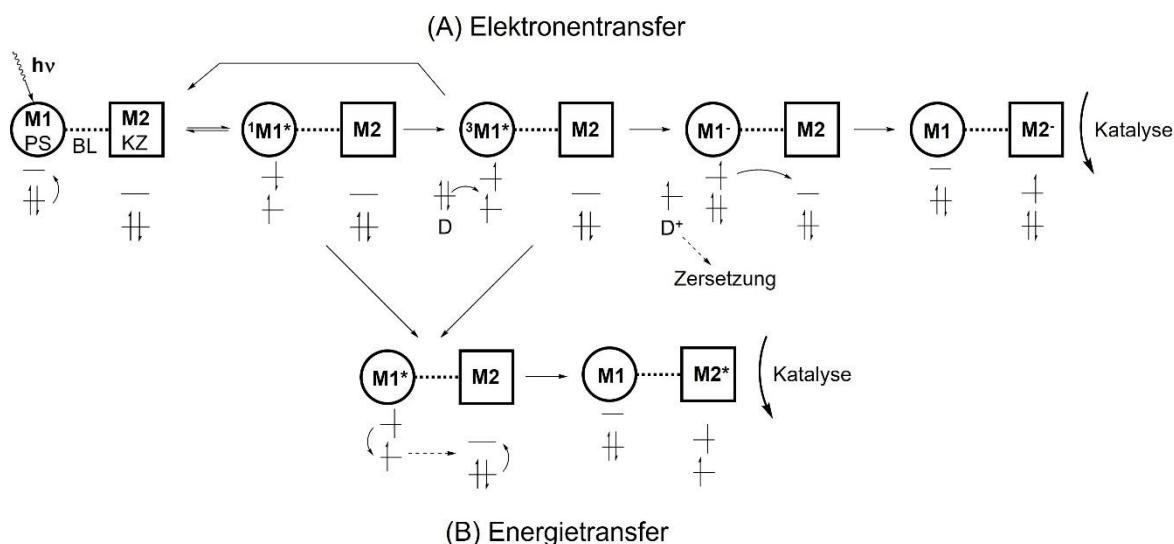 (A) Elektronentransfer
hν
M1 PS
BL
M2 KZ
¹M1* M2
³M1* M2
M1⁻ M2
M1 M2⁻
Katalyse
D
D⁺
Zersetzung
M1* M2
M1 M2*
Katalyse
(B) Energietransfer